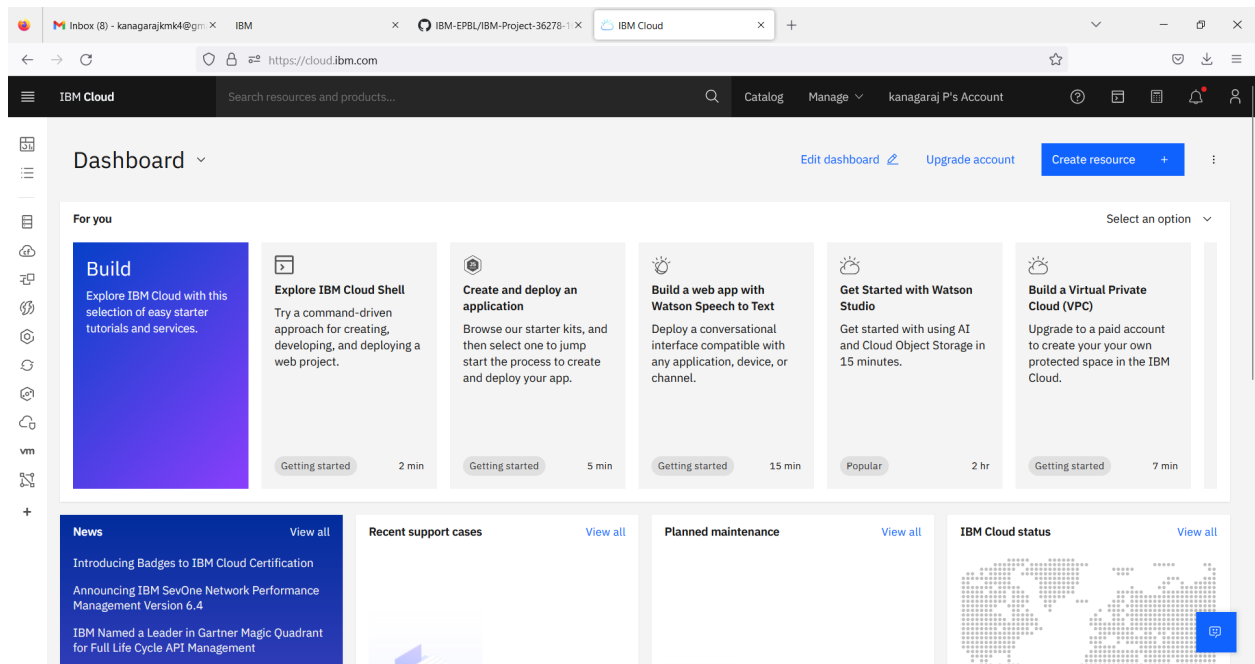 Inbox (8) - kanagarajkmk4@gm
IBM
IBM-EPBL/IBM-Project-36278-1
IBM Cloud
https://cloud.ibm.com
IBM Cloud
Search resources and products...
Catalog
Manage
kanagaraj P's Account
Dashboard
Edit dashboard
Upgrade account
Create resource +
For you
Select an option
Build
Explore IBM Cloud with this
selection of easy starter
tutorials and services.
Explore IBM Cloud Shell
Try a command-driven
approach for creating,
developing, and deploying a
web project.
Getting started
2 min
Create and deploy an
application
Browse our starter kits, and
then select one to jump
start the process to create
and deploy your app.
Getting started
5 min
Build a web app with
Watson Speech to Text
Deploy a conversational
interface compatible with
any application, device, or
channel.
Getting started
15 min
Get Started with Watson
Studio
Get started with using AI
and Cloud Object Storage in
15 minutes.
Popular
2 hr
Build a Virtual Private
Cloud (VPC)
Upgrade to a paid account
to create your your own
protected space in the IBM
Cloud.
Getting started
7 min
vm
News
View all
Introducing Badges to IBM Cloud Certification
Announcing IBM SevOne Network Performance
Management Version 6.4
IBM Named a Leader in Gartner Magic Quadrant
for Full Life Cycle API Management
Recent support cases
View all
Planned maintenance
View all
IBM Cloud status
View all